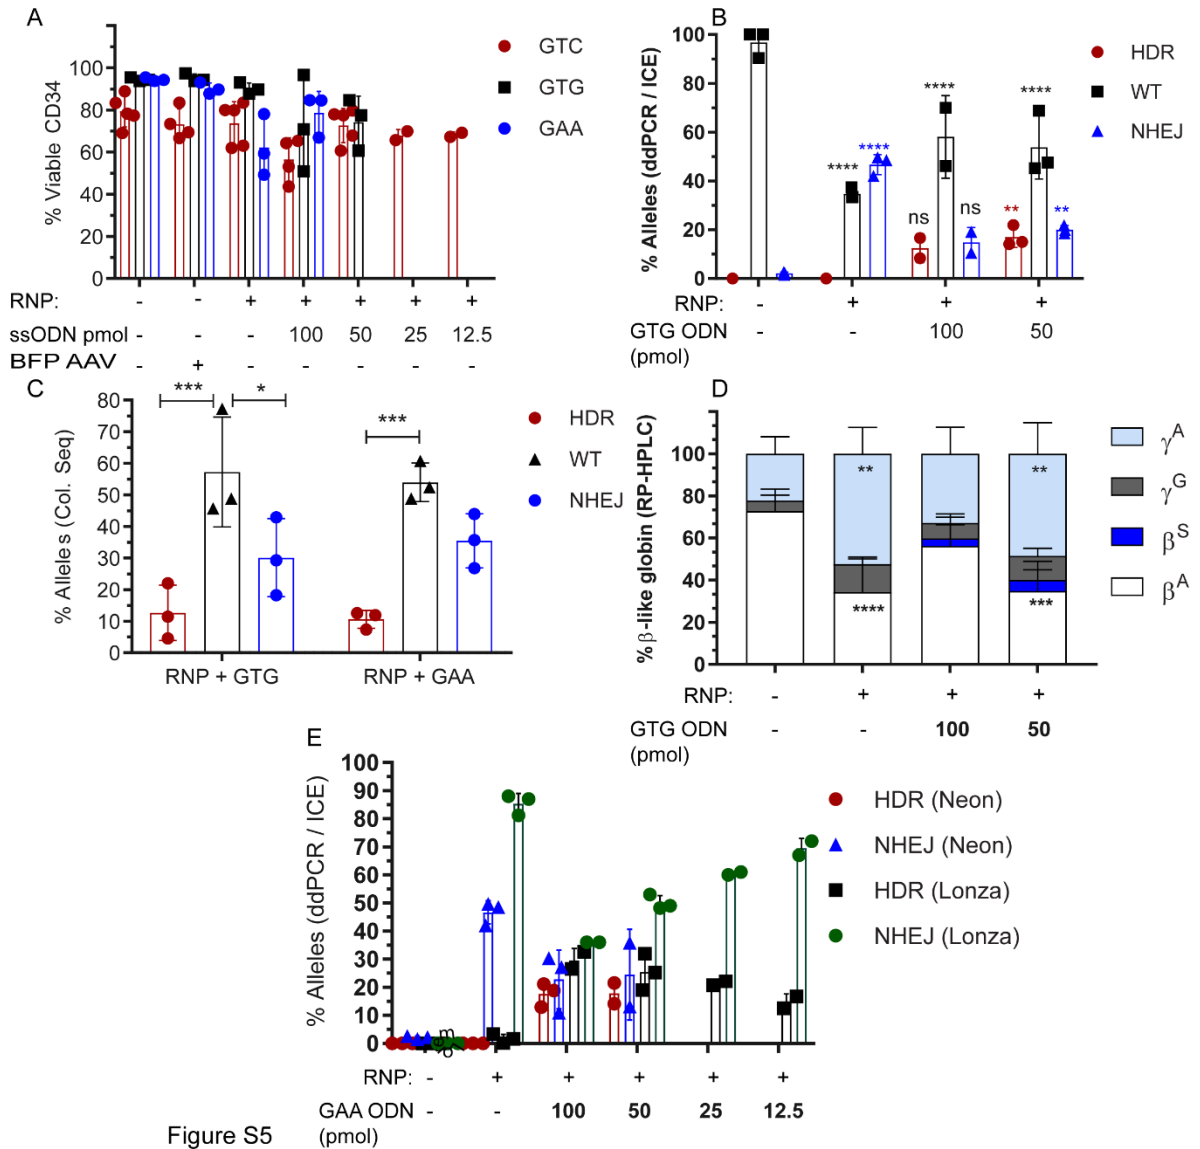 A
% Viable CD34
100
80
60
40
20
0
GTC
GTG
GAA
RNP: - - + + + + +
ssODN pmol - - - 100 50 25 12.5
BFP AAV - + - - - - -
B
% Alleles (ddPCR / ICE)
100
80
60
40
20
0
**** **** ns **** ns ** **** **
HDR
WT
NHEJ
RNP: - + + +
GTG ODN - - 100 50
(pmol)
C
% Alleles (Col. Seq)
80
70
60
50
40
30
20
10
0
*** * ***
HDR
WT
NHEJ
RNP + GTG RNP + GAA
D
%β-like globin (RP-HPLC)
100
80
60
40
20
0
** **
**** ***
γA
γG
βS
βA
RNP: - + + +
GTG ODN - - 100 50
(pmol)
E
% Alleles (ddPCR / ICE)
100
90
80
70
60
50
40
30
20
10
0
HDR (Neon)
NHEJ (Neon)
HDR (Lonza)
NHEJ (Lonza)
RNP: - + + + + +
GAA ODN - - 100 50 25 12.5
(pmol)
Figure S5